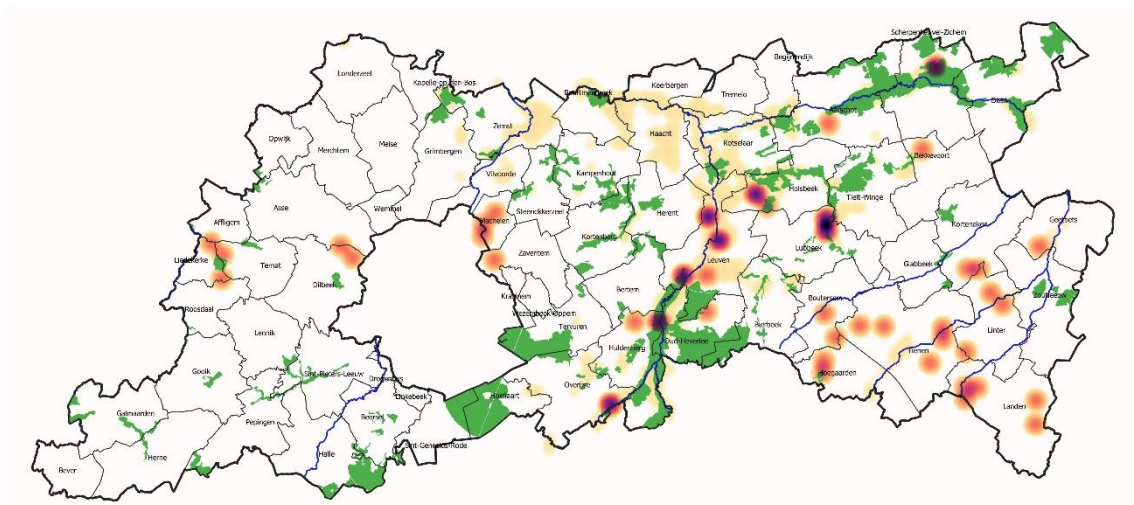 Scherpenheuvel-Zichem
Begijnendijk
Londerzeel
Kapelle-op-den-Bos
Keerbergen
Tremelo
Boortmeerbeek
Diest
Aarschot
Zemst
Haacht
Opwijk
Meise
Rotselaar
Merchtem
Grimbergen
Bekkevoort
Vilvoorde
Kampenhout
Holsbeek
Tielt-Winge
Asse
Wemmel
Steenokkerzeel
Herent
Affligem
Machelen
Kortenaken
Geetbets
Kortenberg
Lubbeek
Zaventem
Leuven
Liedekerke
Ternat
Glabbeek
Dilbeek
Bertem
Kraainem
Boutersem
Zoutleeuw
Roosdaal
Wezembeek-Oppem
Tervuren
Bierbeek
Linter
Lennik
Huldenberg
Oud-Heverlee
Tienen
Gooik
Sint-Pieters-Leeuw
Hoegaarden
Drogenbos
Overijse
Linkebeek
Hoeilaart
Landen
Galmaarden
Beersel
Pepingen
Sint-Genesius-Rode
Herne
Halle
Bever